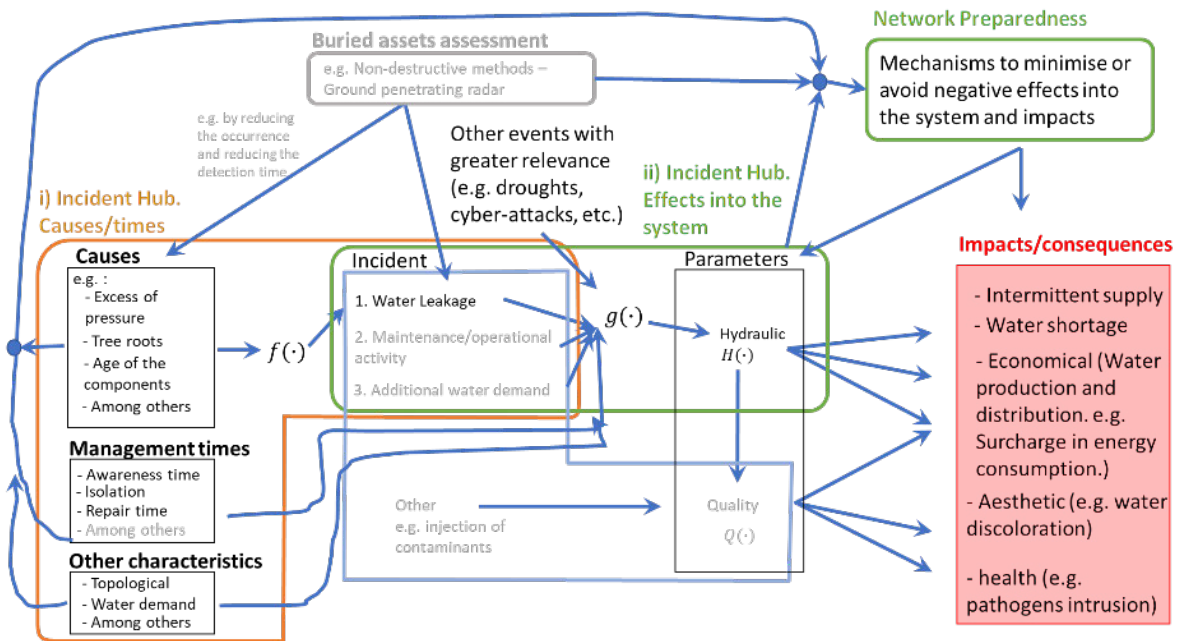 Network Preparedness
Mechanisms to minimise or
avoid negative effects into
the system and impacts
Buried assets assessment
e.g. Non-destructive methods –
Ground penetrating radar
e.g. by reducing
the occurrence
and reducing the
detection time
Other events with
greater relevance
(e.g. droughts,
cyber-attacks, etc.)
i) Incident Hub.
Causes/times
ii) Incident Hub.
Effects into the
system
Causes
e.g. :
- Excess of
pressure
- Tree roots
- Age of the
components
- Among others
f(·)
Incident
1. Water Leakage
2. Maintenance/operational
activity
3. Additional water demand
g(·)
Parameters
Hydraulic
H(·)
Management times
- Awareness time
- Isolation
- Repair time
- Among others
Other
e.g. injection of
contaminants
Quality
Q(·)
Other characteristics
- Topological
- Water demand
- Among others
Impacts/consequences
- Intermittent supply
- Water shortage
- Economical (Water
production and
distribution. e.g.
Surcharge in energy
consumption.)
- Aesthetic (e.g. water
discoloration)
- health (e.g.
pathogens intrusion)